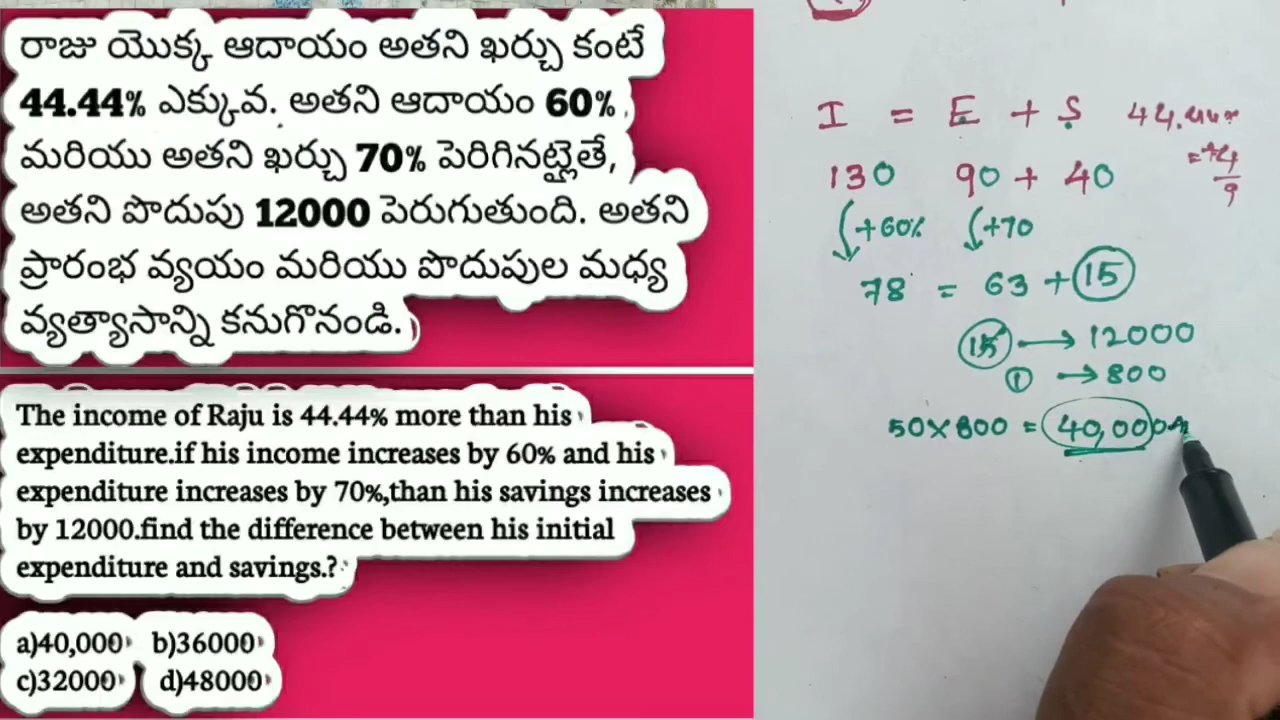 రాజు యొక్క ఆదాయం అతని ఖర్చు కంటే
44.44% ఎక్కువ. అతని ఆదాయం 60%
మరియు అతని ఖర్చు 70% పెరిగినట్లైతే,
అతని పొదుపు 12000 పెరుగుతుంది. అతని
ప్రారంభ వ్యయం మరియు పొదుపుల మధ్య
వ్యత్యాసాన్ని కనుగొనండి.
The income of Raju is 44.44% more than his
expenditure.if his income increases by 60% and his
expenditure increases by 70%,than his savings increases
by 12000.find the difference between his initial
expenditure and savings.?
a)40,000 b)36000
c)32000 d)48000
I = E + S 44.44%
130 90 + 40 = 4/9
+60% +70
78 = 63 + 15
15 → 12000
1 → 800
50×800 = 40,000